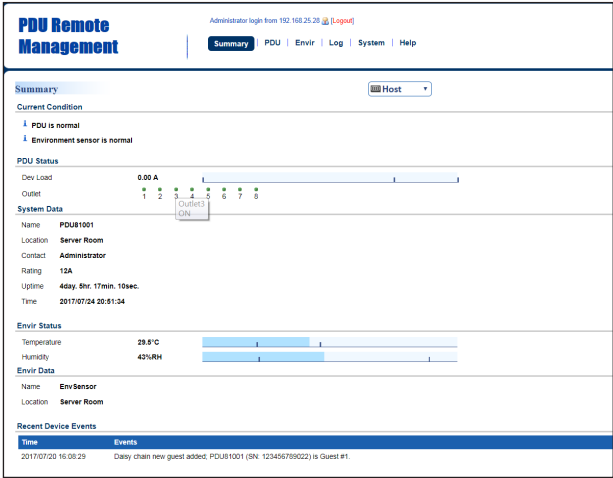 PDU Remote
Management
Administrator login from 192.168.25.28 [Logout]
Summary | PDU | Envir | Log | System | Help
Summary
Host
Current Condition
PDU is normal
Environment sensor is normal
PDU Status
Dev Load 0.00 A
Outlet 1 2 3 4 5 6 7 8
Outlet3
ON
System Data
Name PDU81001
Location Server Room
Contact Administrator
Rating 12A
Uptime 4day. 5hr. 17min. 10sec.
Time 2017/07/24 20:51:34
Envir Status
Temperature 29.5°C
Humidity 43%RH
Envir Data
Name EnvSensor
Location Server Room
Recent Device Events
Time Events
2017/07/20 16:08:29 Daisy chain new guest added; PDU81001 (SN: 123456789022) is Guest #1.